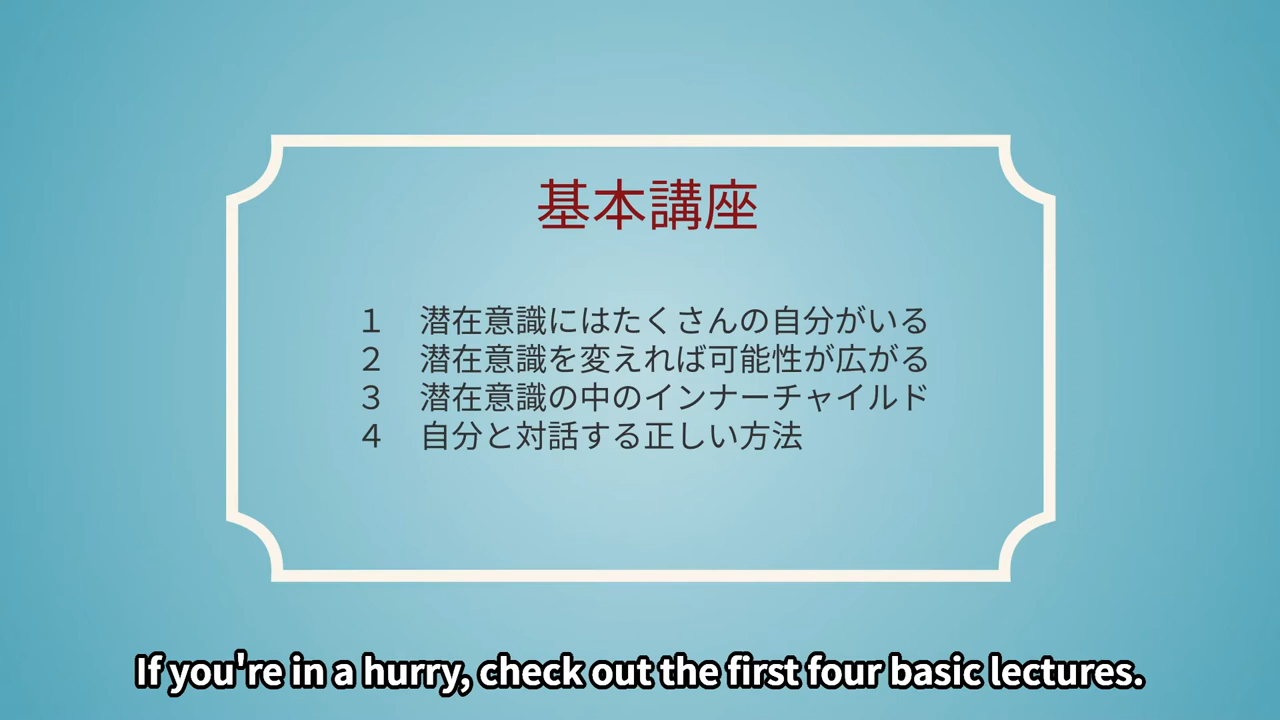 基本講座
１　潜在意識にはたくさんの自分がいる
２　潜在意識を変えれば可能性が広がる
３　潜在意識の中のインナーチャイルド
４　自分と対話する正しい方法
If you're in a hurry, check out the first four basic lectures.